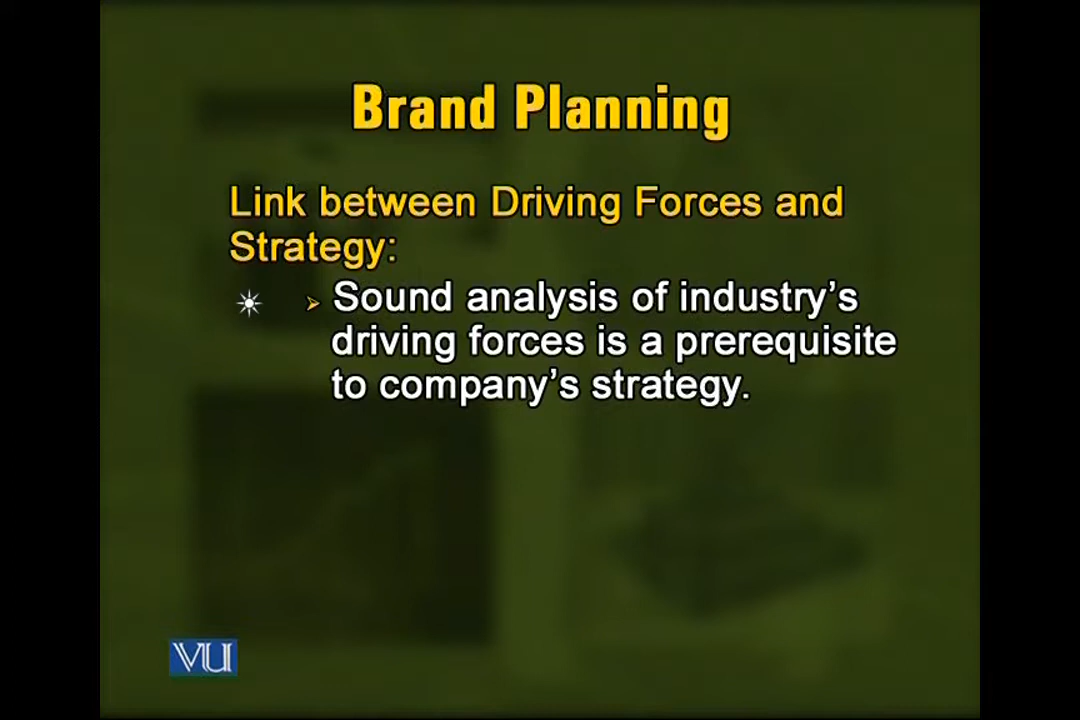 Brand Planning
Link between Driving Forces and
Strategy:
➢ Sound analysis of industry’s
driving forces is a prerequisite
to company’s strategy.
VU